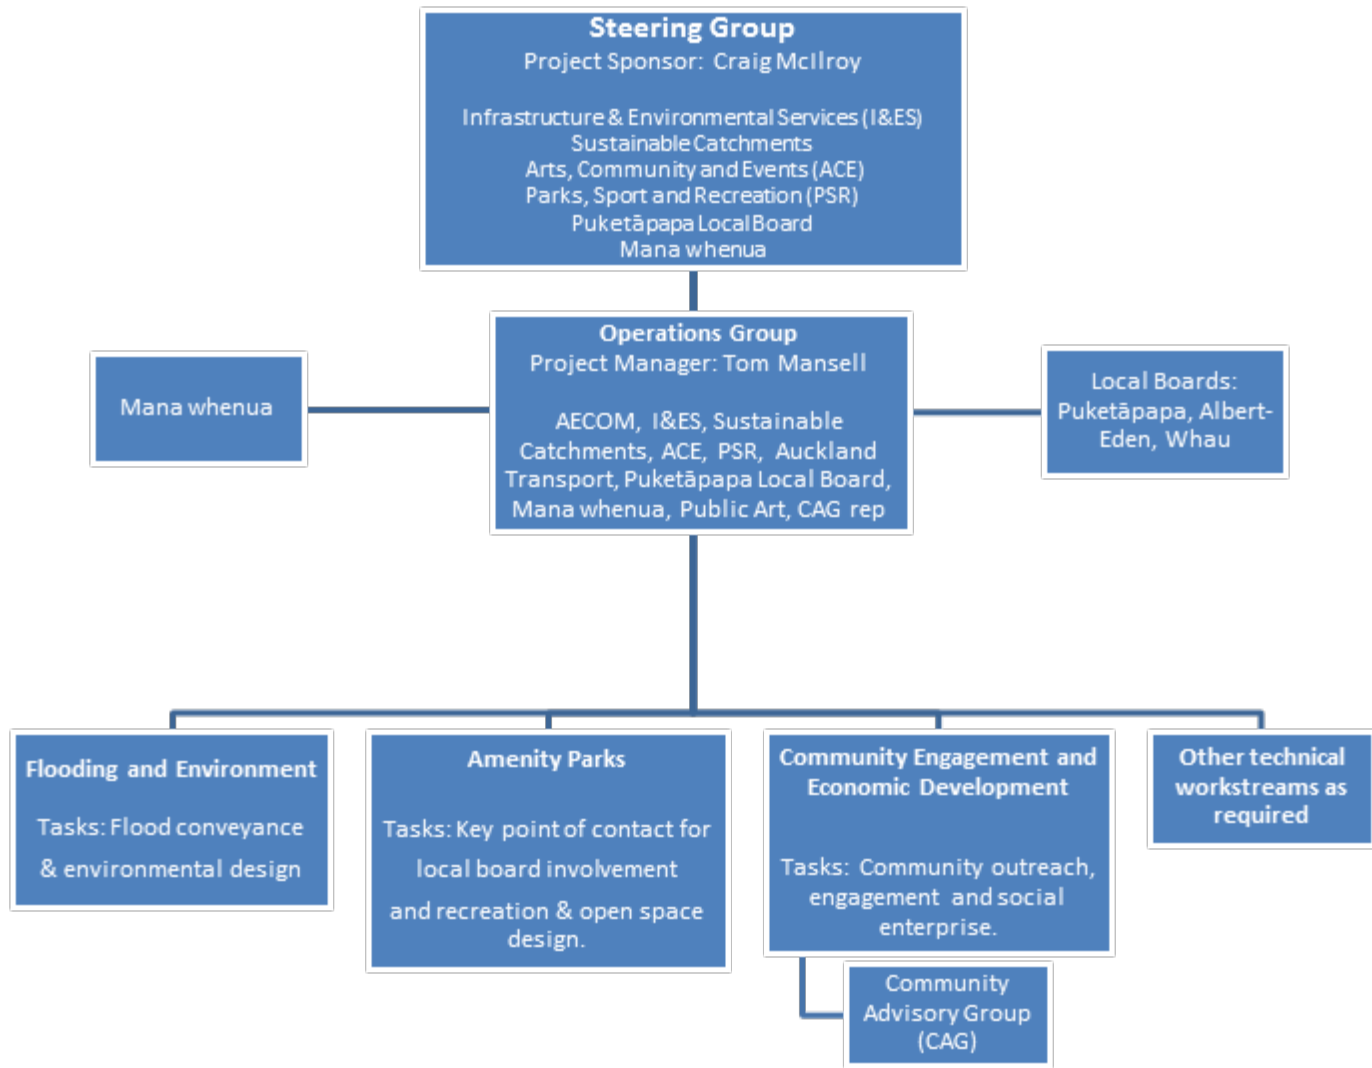 Steering Group
Project Sponsor: Craig McIlroy
Infrastructure & Environmental Services (I&ES)
Sustainable Catchments
Arts, Community and Events (ACE)
Parks, Sport and Recreation (PSR)
Puketāpapa Local Board
Mana whenua
Operations Group
Project Manager: Tom Mansell
AECOM, I&ES, Sustainable
Catchments, ACE, PSR, Auckland
Transport, Puketāpapa Local Board,
Mana whenua, Public Art, CAG rep
Mana whenua
Local Boards:
Puketāpapa, Albert-
Eden, Whau
Flooding and Environment
Tasks: Flood conveyance
& environmental design
Amenity Parks
Tasks: Key point of contact for
local board involvement
and recreation & open space
design.
Community Engagement and
Economic Development
Tasks: Community outreach,
engagement and social
enterprise.
Other technical
workstreams as
required
Community
Advisory Group
(CAG)